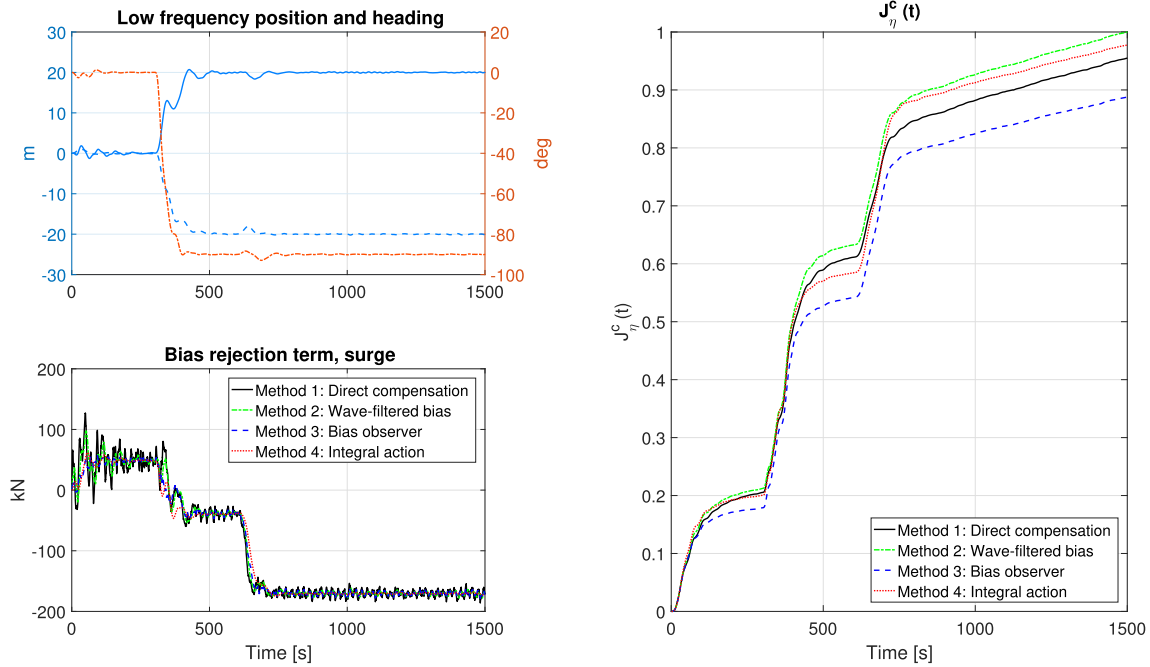 Low frequency position and heading
30
20
10
0
-10
-20
-30
m
20
0
-20
-40
-60
-80
-100
deg
0
500
1000
1500
Bias rejection term, surge
200
100
0
-100
-200
kN
Method 1: Direct compensation
Method 2: Wave-filtered bias
Method 3: Bias observer
Method 4: Integral action
0
500
1000
1500
Time [s]
J_η^c (t)
1
0.9
0.8
0.7
0.6
0.5
0.4
0.3
0.2
0.1
0
J_η^c (t)
Method 1: Direct compensation
Method 2: Wave-filtered bias
Method 3: Bias observer
Method 4: Integral action
0
500
1000
1500
Time [s]